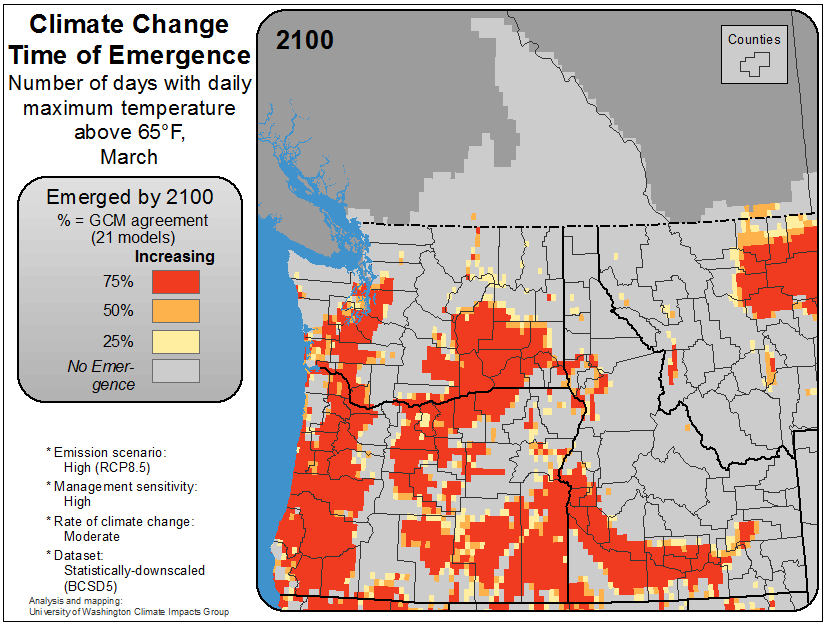 Climate Change
Time of Emergence
Number of days with daily
maximum temperature
above 65°F,
March
Emerged by 2100
% = GCM agreement
(21 models)
Increasing
75%
50%
25%
No Emer-
gence
* Emission scenario:
High (RCP8.5)
* Management sensitivity:
High
* Rate of climate change:
Moderate
* Dataset:
Statistically-downscaled
(BCSD5)
Analysis and mapping:
University of Washington Climate Impacts Group
2100
Counties